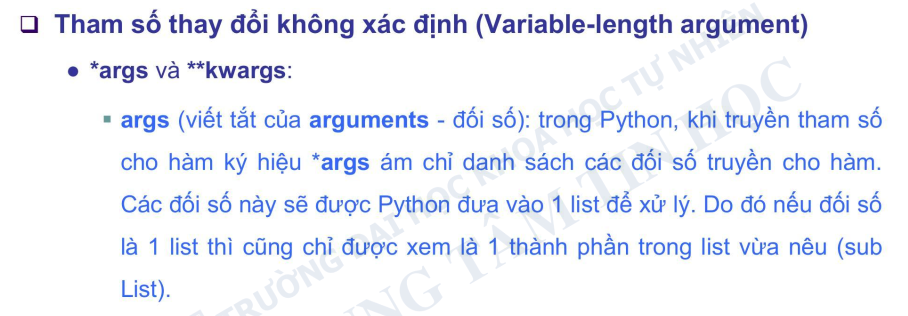 ❑ Tham số thay đổi không xác định (Variable-length argument)
• *args và **kwargs:
▪ args (viết tắt của arguments - đối số): trong Python, khi truyền tham số
cho hàm ký hiệu *args ám chỉ danh sách các đối số truyền cho hàm.
Các đối số này sẽ được Python đưa vào 1 list để xử lý. Do đó nếu đối số
là 1 list thì cũng chỉ được xem là 1 thành phần trong list vừa nêu (sub
List).
TRƯỜNG ĐẠI HỌC KHOA HỌC TỰ NHIÊN
TRUNG TÂM TIN HỌC